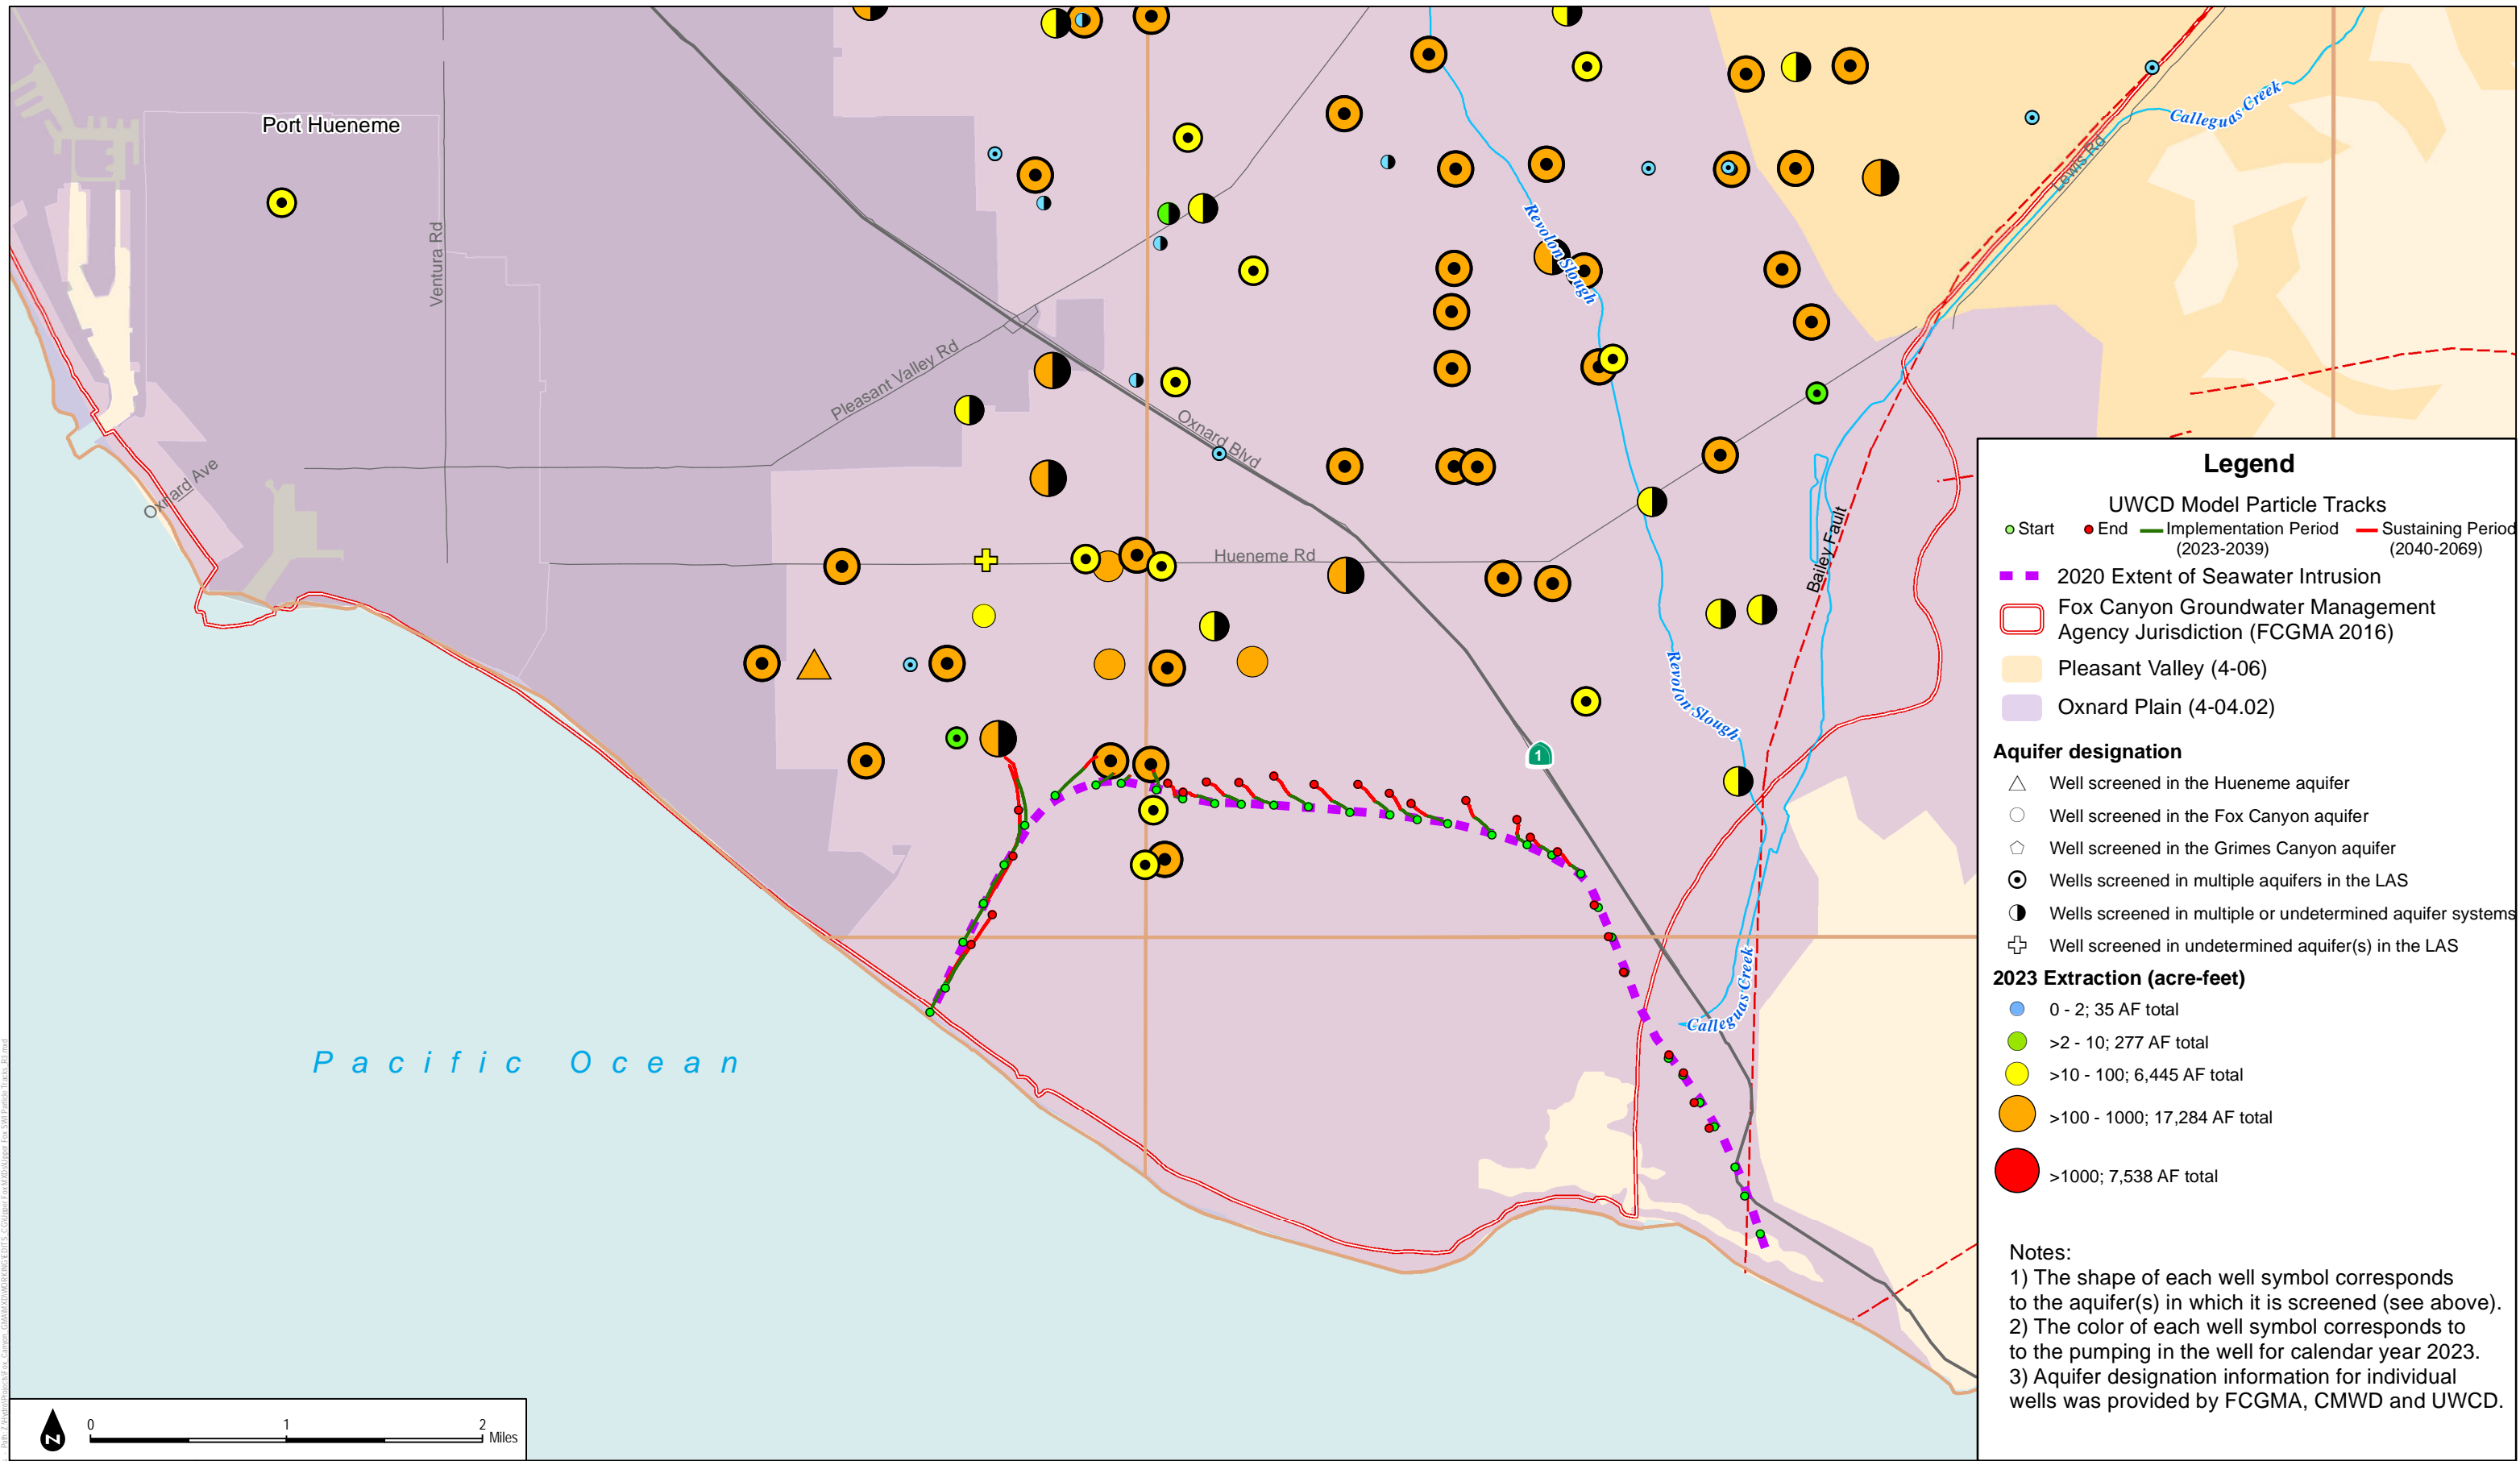 Port Hueneme
Ventura Rd
Oxnard Ave
Pleasant Valley Rd
Oxnard Blvd
Hueneme Rd
Revolon Slough
Revolon Slough
Calleguas Creek
Lewis Rd
Bailey Fault
1
Calleguas Creek
Pacific Ocean
0 1 2
Miles
N
Legend
UWCD Model Particle Tracks
Start End Implementation Period Sustaining Period
(2023-2039) (2040-2069)
2020 Extent of Seawater Intrusion
Fox Canyon Groundwater Management
Agency Jurisdiction (FCGMA 2016)
Pleasant Valley (4-06)
Oxnard Plain (4-04.02)
Aquifer designation
Well screened in the Hueneme aquifer
Well screened in the Fox Canyon aquifer
Well screened in the Grimes Canyon aquifer
Wells screened in multiple aquifers in the LAS
Wells screened in multiple or undetermined aquifer systems
Well screened in undetermined aquifer(s) in the LAS
2023 Extraction (acre-feet)
0 - 2; 35 AF total
>2 - 10; 277 AF total
>10 - 100; 6,445 AF total
>100 - 1000; 17,284 AF total
>1000; 7,538 AF total
Notes:
1) The shape of each well symbol corresponds
to the aquifer(s) in which it is screened (see above).
2) The color of each well symbol corresponds to
to the pumping in the well for calendar year 2023.
3) Aquifer designation information for individual
wells was provided by FCGMA, CMWD and UWCD.